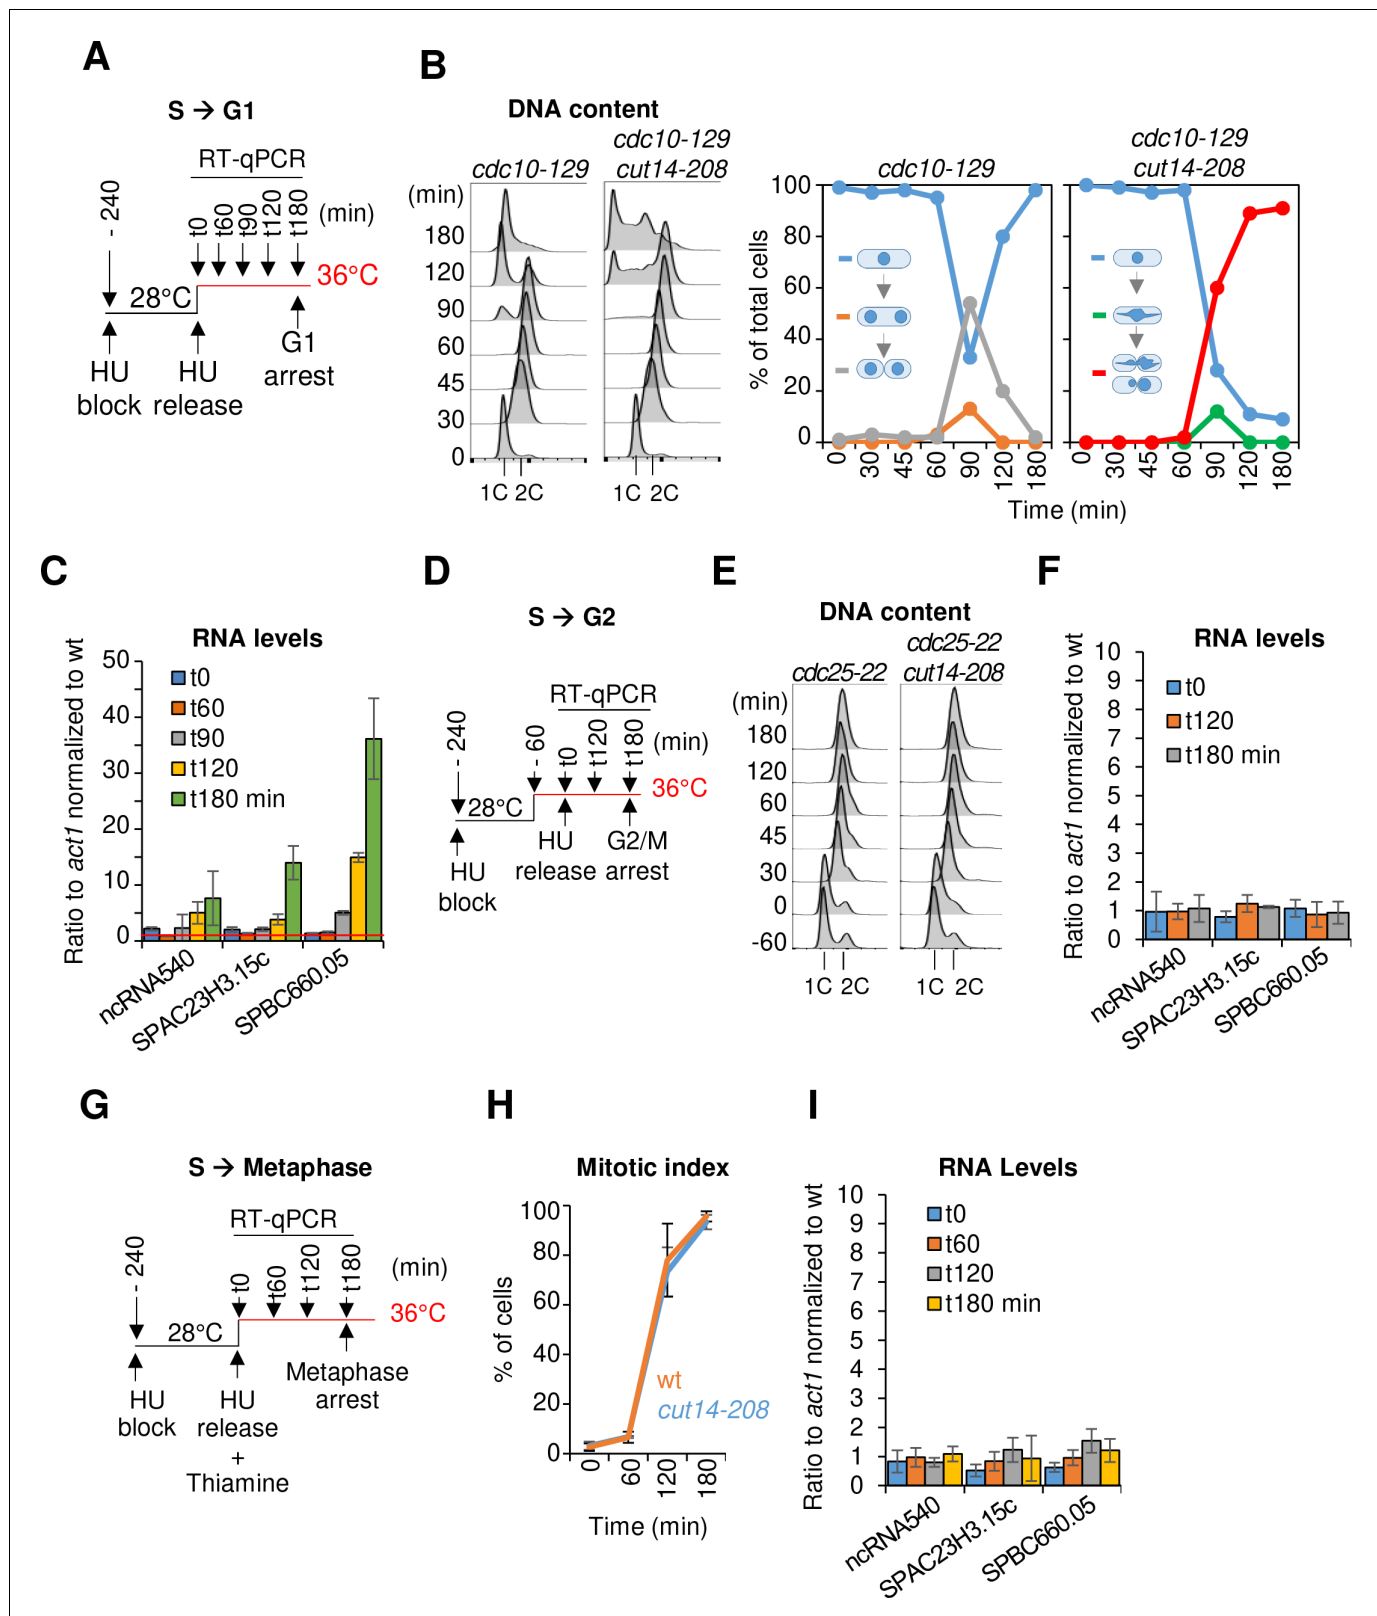 A
S → G1
RT-qPCR
- 240
t0
t60
t90
t120
t180
(min)
36°C
28°C
HU
block
HU
release
G1
arrest
B
DNA content
cdc10-129
cdc10-129
cut14-208
(min)
180
120
90
60
45
30
0
1C 2C
1C 2C
% of total cells
cdc10-129
100
80
60
40
20
0
0
30
45
60
90
120
180
cdc10-129
cut14-208
0
30
45
60
90
120
180
Time (min)
C
RNA levels
Ratio to act1 normalized to wt
50
40
30
20
10
0
t0
t60
t90
t120
t180 min
ncRNA540
SPAC23H3.15c
SPBC660.05
D
S → G2
RT-qPCR
- 240
- 60
t0
t120
t180
(min)
36°C
28°C
HU
block
HU
release
G2/M
arrest
E
DNA content
cdc25-22
cdc25-22
cut14-208
(min)
180
120
60
45
30
0
-60
1C 2C
1C 2C
F
RNA levels
Ratio to act1 normalized to wt
10
9
8
7
6
5
4
3
2
1
0
t0
t120
t180 min
ncRNA540
SPAC23H3.15c
SPBC660.05
G
S → Metaphase
RT-qPCR
- 240
t0
t60
t120
t180
(min)
36°C
28°C
HU
block
HU
release
+
Thiamine
Metaphase
arrest
H
Mitotic index
% of cells
100
80
60
40
20
0
wt
cut14-208
0
60
120
180
Time (min)
I
RNA Levels
Ratio to act1 normalized to wt
10
9
8
7
6
5
4
3
2
1
0
t0
t60
t120
t180 min
ncRNA540
SPAC23H3.15c
SPBC660.05